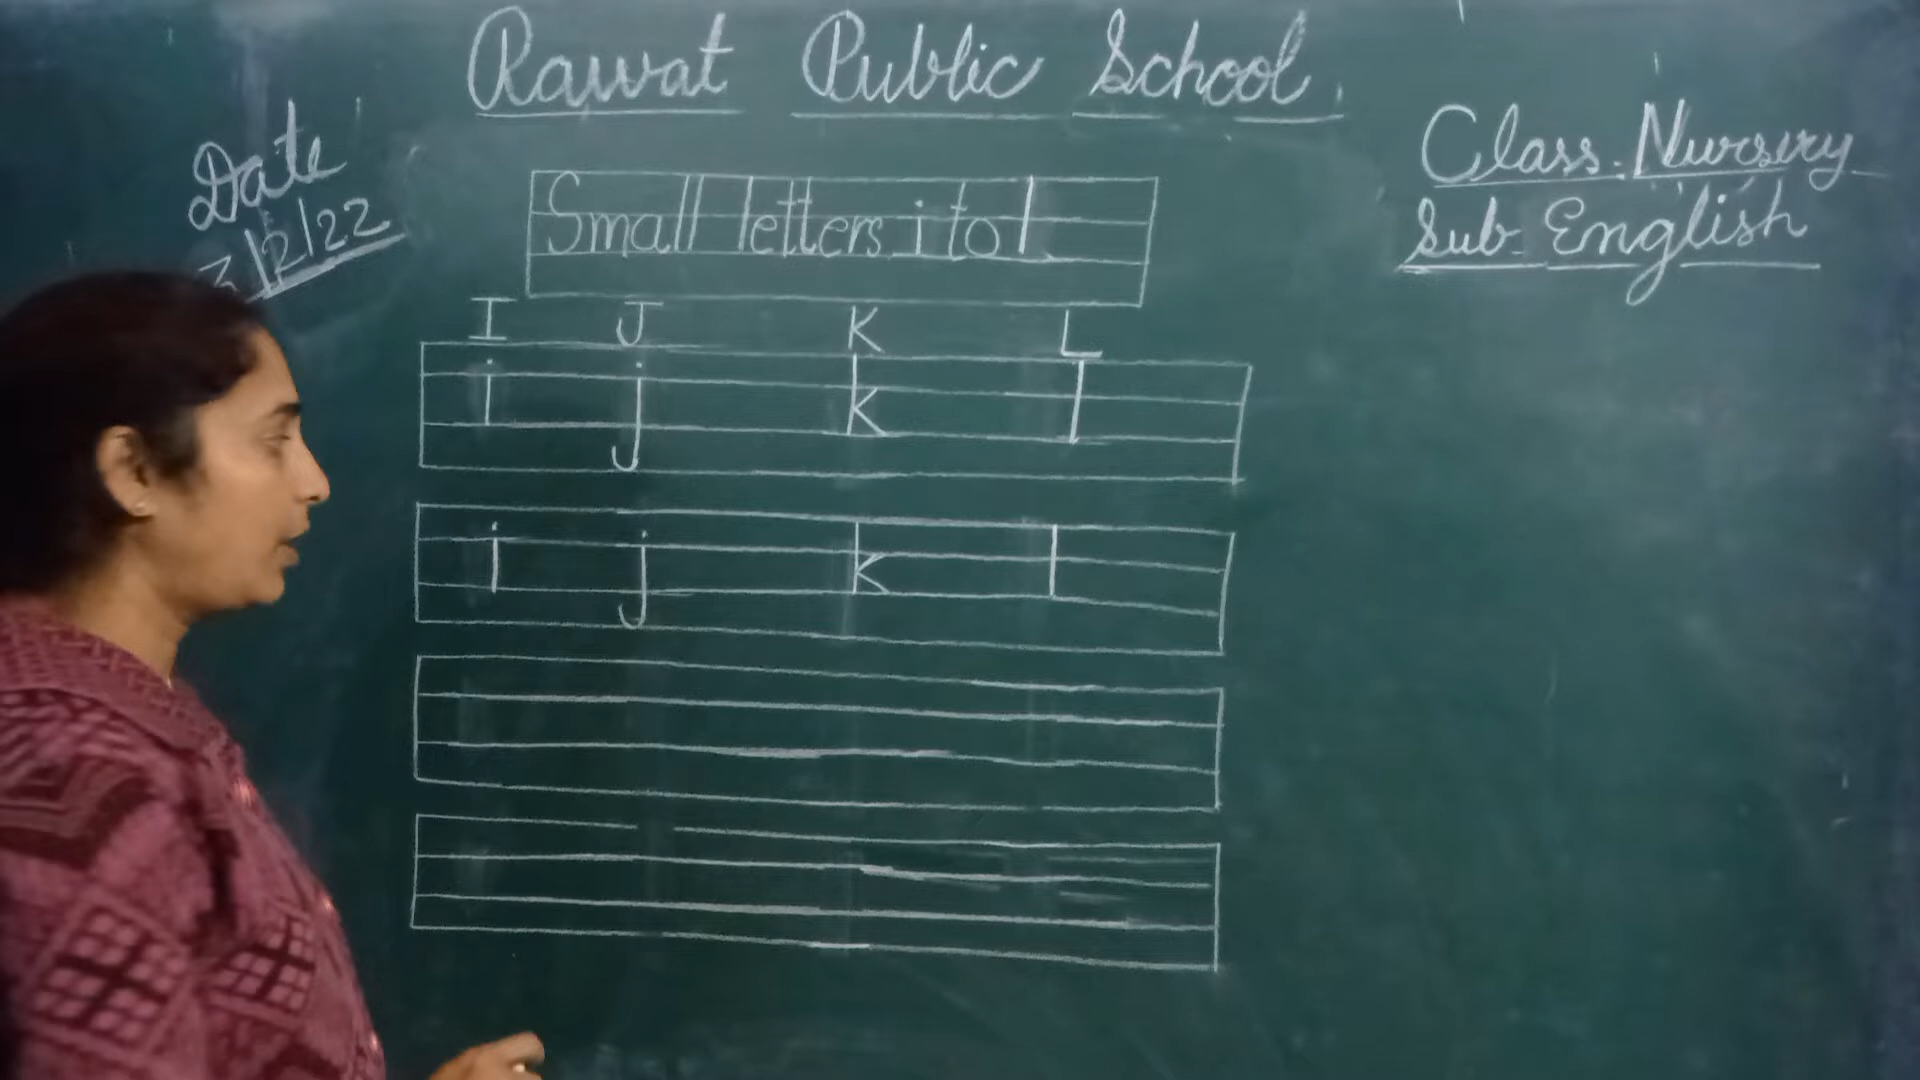 Rawat Public School
Date
3/12/22
Class. Nursery
Sub- English
Small letters i to l
I J K L
i j k l
i j k l